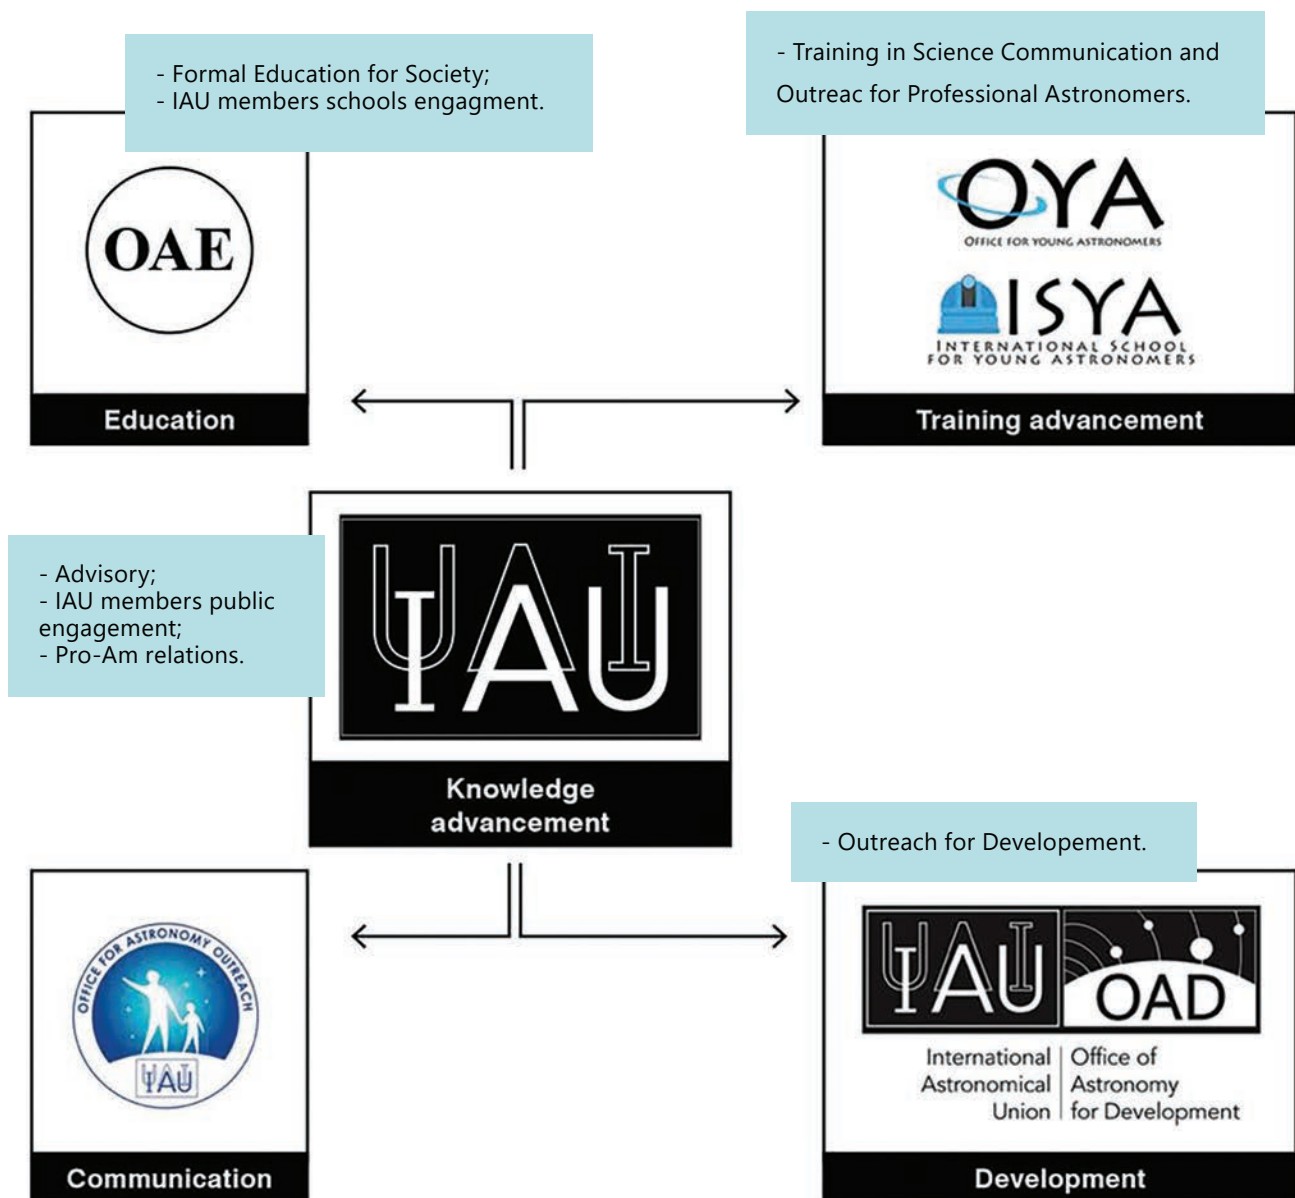 - Formal Education for Society;
- IAU members schools engagment.
- Training in Science Communication and
Outreac for Professional Astronomers.
OAE
Education
OYA
OFFICE FOR YOUNG ASTRONOMERS
ISYA
INTERNATIONAL SCHOOL
FOR YOUNG ASTRONOMERS
Training advancement
- Advisory;
- IAU members public
engagement;
- Pro-Am relations.
UAI
IAU
Knowledge
advancement
- Outreach for Developement.
OFFICE FOR ASTRONOMY OUTREACH
UAI
IAU
Communication
UAI
IAU
OAD
International
Astronomical
Union
Office of
Astronomy
for Development
Development